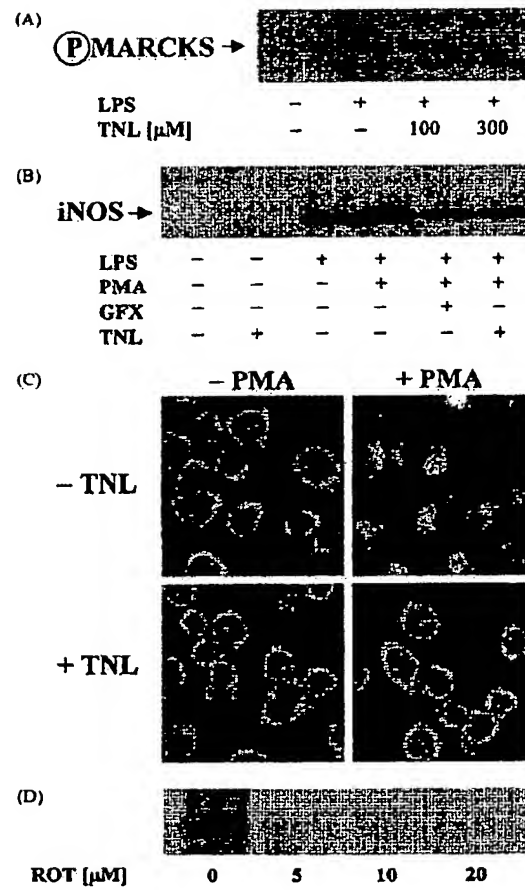 (A)
ⓅMARCKS →
LPS − + + +
TNL [μM] − − 100 300
(B)
iNOS →
LPS − − + + + +
PMA − − − + + +
GFX − − − − + −
TNL − + − − − +
(C)
− PMA + PMA
− TNL
+ TNL
(D)
ROT [μM] 0 5 10 20